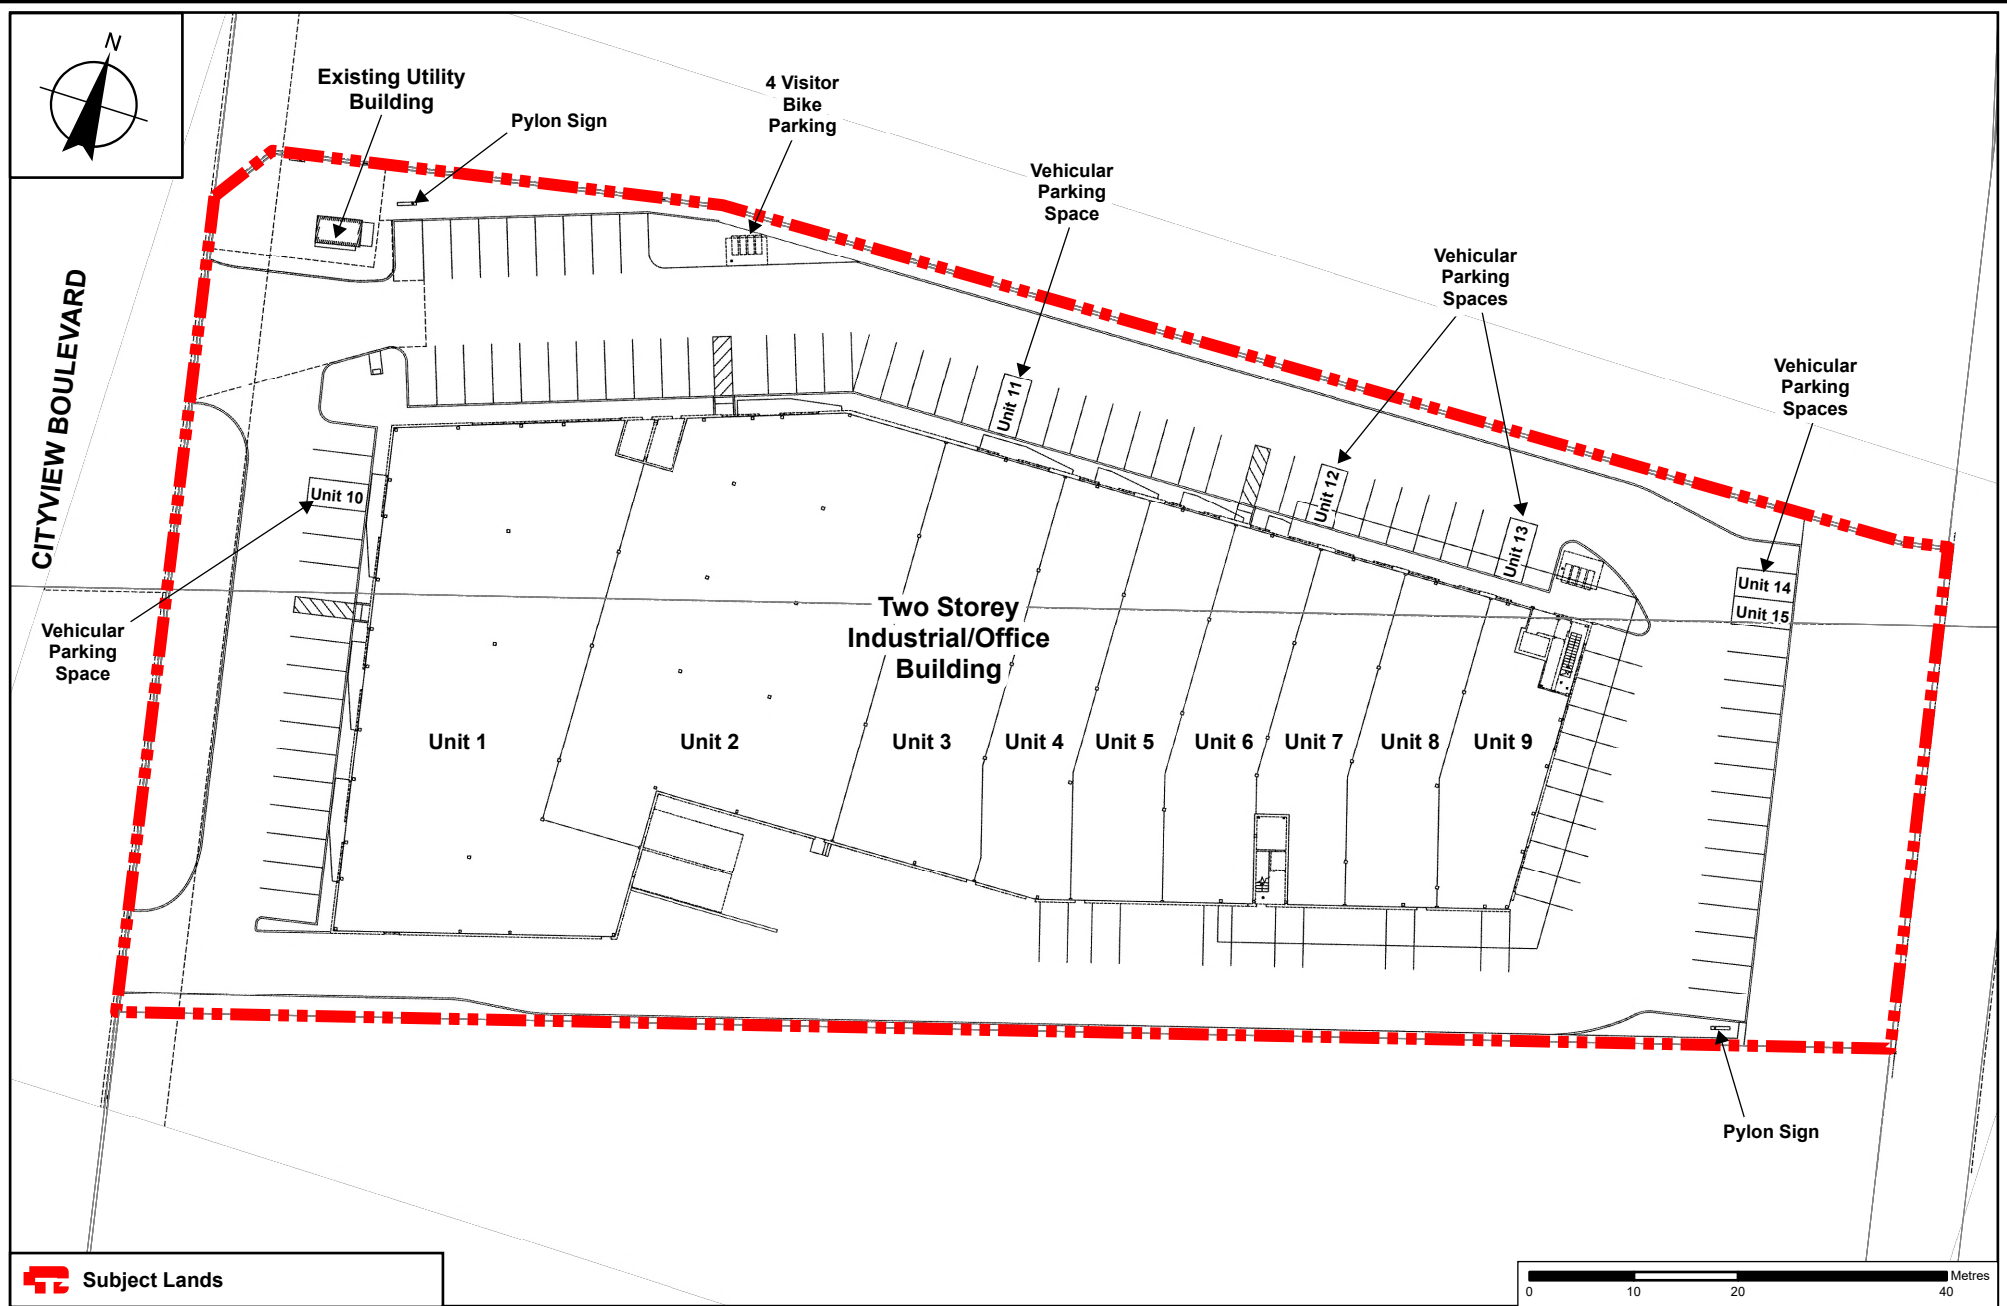 N
Existing Utility
Building
Pylon Sign
4 Visitor
Bike
Parking
Vehicular
Parking
Space
Vehicular
Parking
Spaces
Vehicular
Parking
Spaces
CITYVIEW BOULEVARD
Unit 11
Unit 12
Unit 13
Unit 10
Unit 14
Unit 15
Vehicular
Parking
Space
Two Storey
Industrial/Office
Building
Unit 1
Unit 2
Unit 3
Unit 4
Unit 5
Unit 6
Unit 7
Unit 8
Unit 9
Pylon Sign
Subject Lands
Metres
0 10 20 40